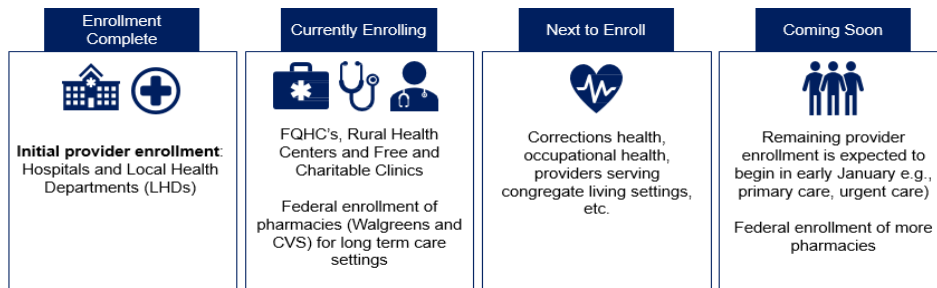 Enrollment
Complete
Initial provider enrollment:
Hospitals and Local Health
Departments (LHDs)
Currently Enrolling
FQHC's, Rural Health
Centers and Free and
Charitable Clinics
Federal enrollment of
pharmacies (Walgreens and
CVS) for long term care
settings
Next to Enroll
Corrections health,
occupational health,
providers serving
congregate living settings,
etc.
Coming Soon
Remaining provider
enrollment is expected to
begin in early January e.g.,
primary care, urgent care)
Federal enrollment of more
pharmacies